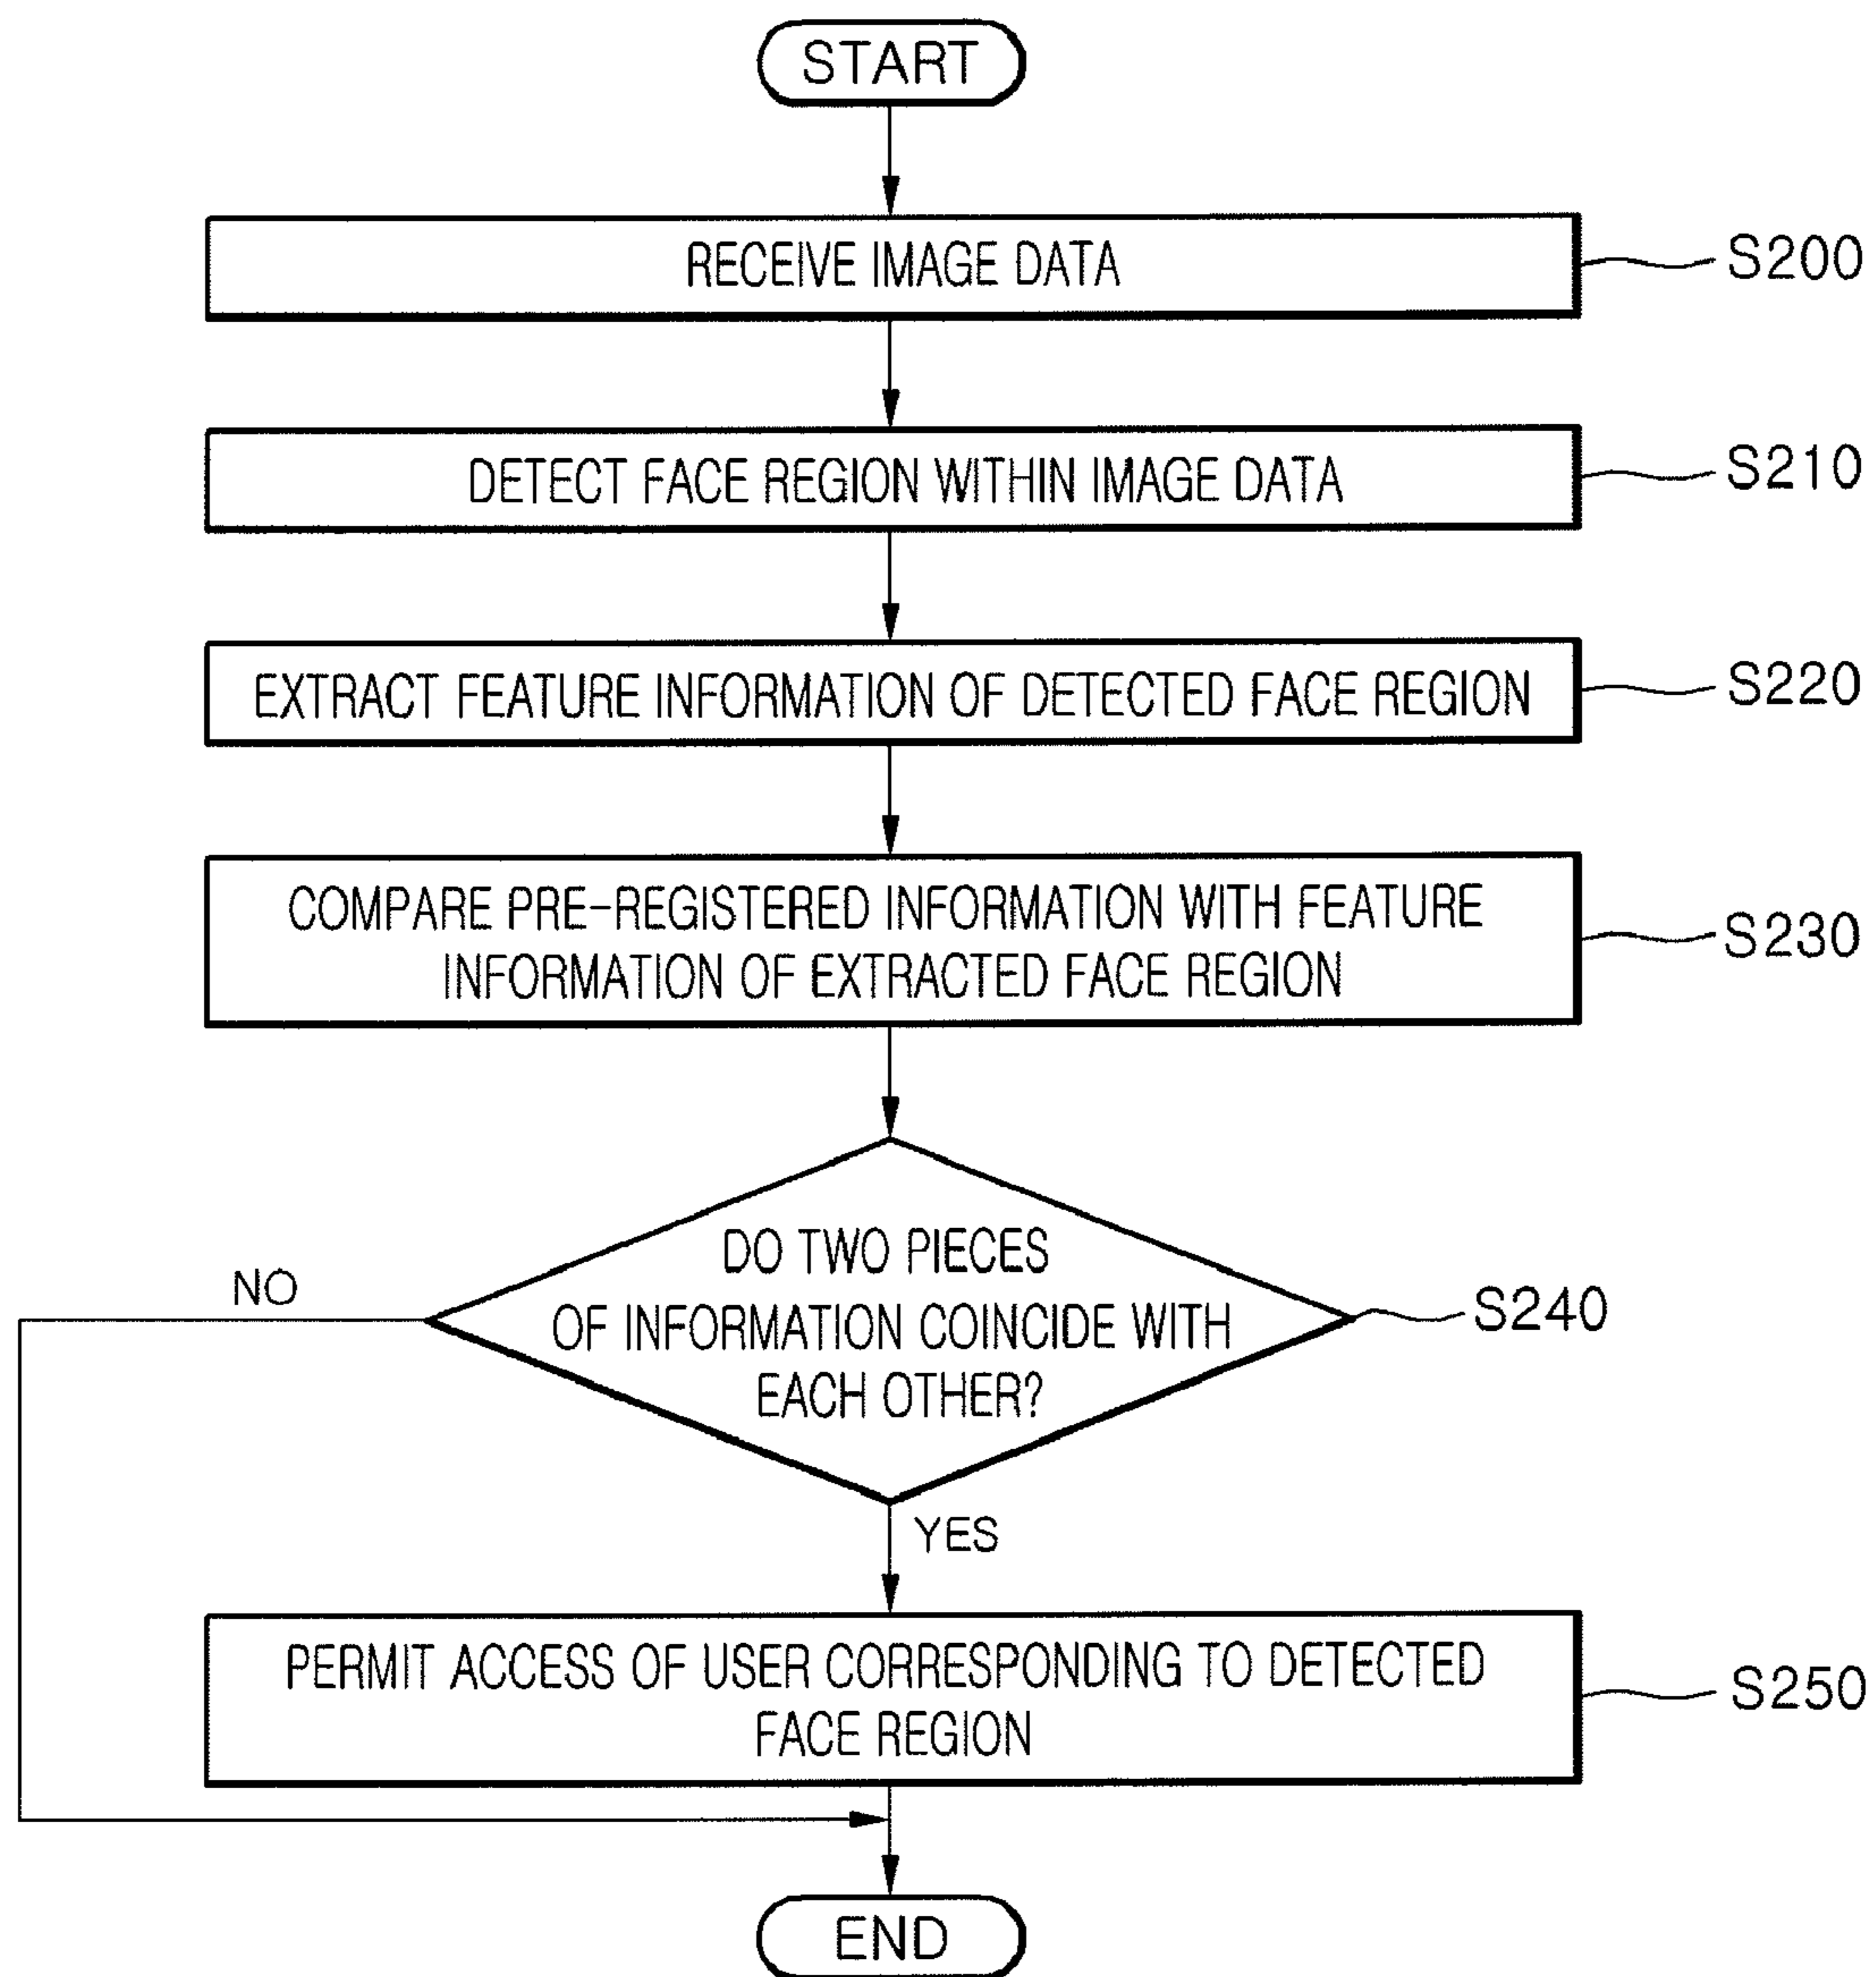 START
RECEIVE IMAGE DATA
S200
DETECT FACE REGION WITHIN IMAGE DATA
S210
EXTRACT FEATURE INFORMATION OF DETECTED FACE REGION
S220
COMPARE PRE-REGISTERED INFORMATION WITH FEATURE
INFORMATION OF EXTRACTED FACE REGION
S230
DO TWO PIECES
OF INFORMATION COINCIDE WITH
EACH OTHER?
S240
NO
YES
PERMIT ACCESS OF USER CORRESPONDING TO DETECTED
FACE REGION
S250
END